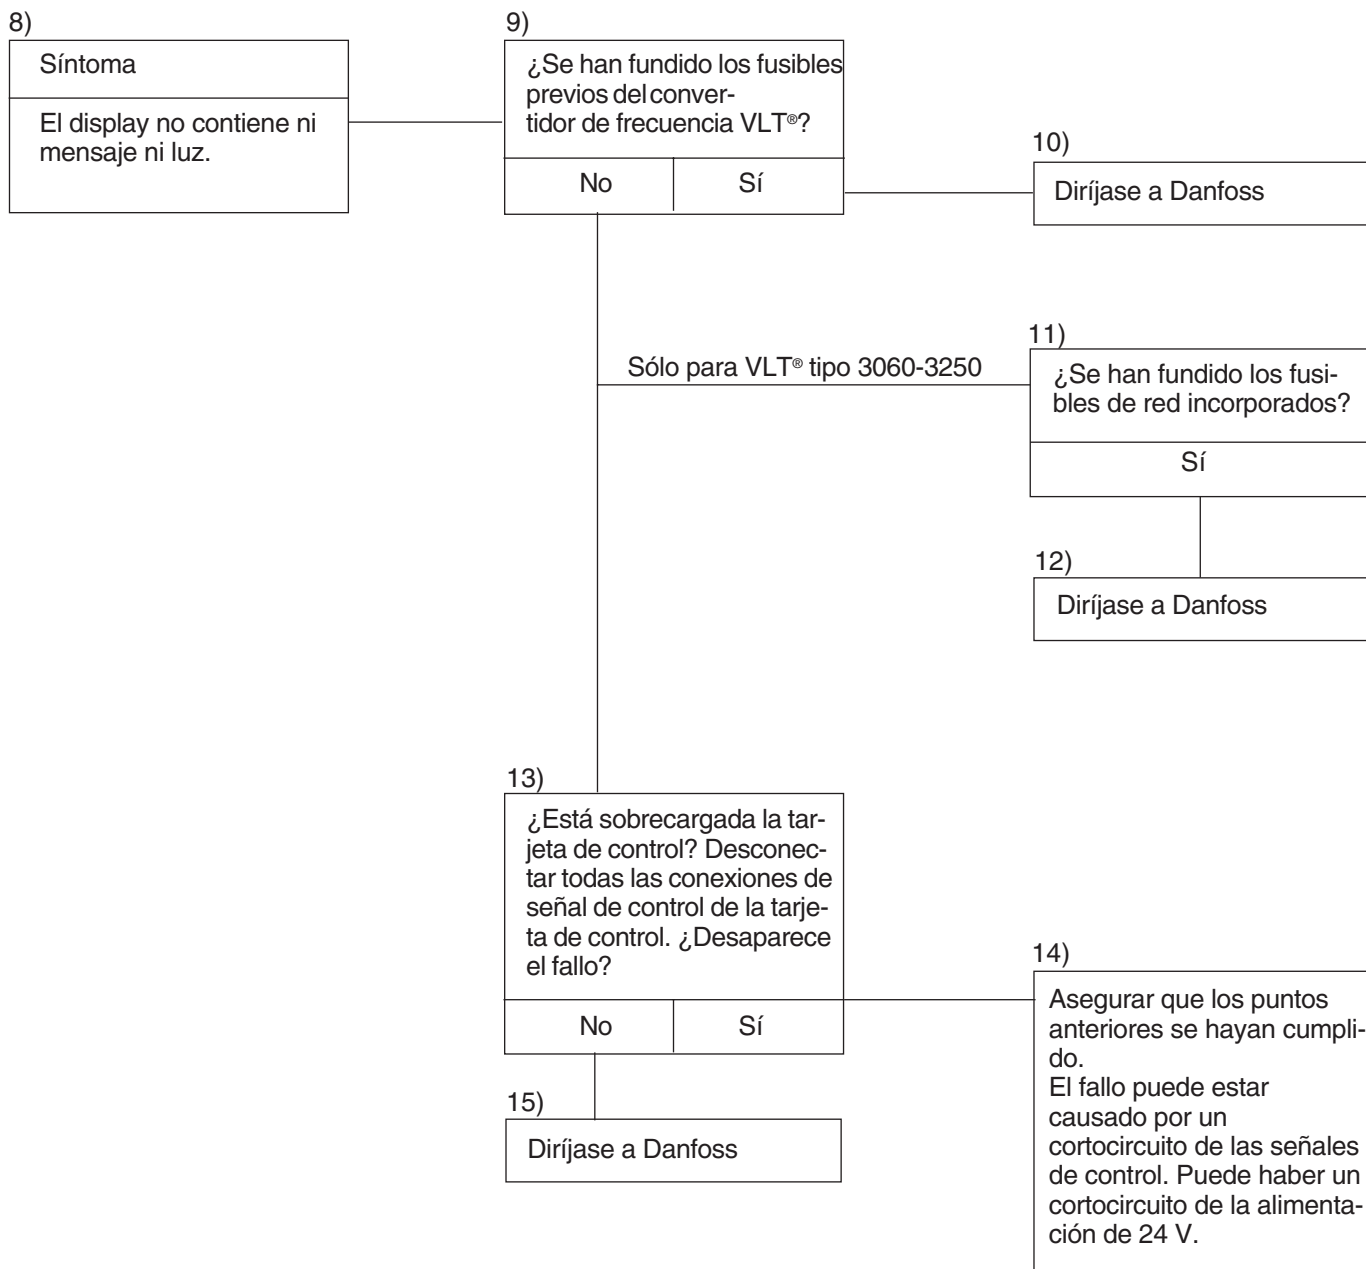 8)
Síntoma
El display no contiene ni
mensaje ni luz.
9)
¿Se han fundido los fusibles
previos del conver-
tidor de frecuencia VLT®?
No
Sí
10)
Diríjase a Danfoss
11)
Sólo para VLT® tipo 3060-3250
¿Se han fundido los fusi-
bles de red incorporados?
Sí
12)
Diríjase a Danfoss
13)
¿Está sobrecargada la tar-
jeta de control? Desconec-
tar todas las conexiones de
señal de control de la tarje-
ta de control. ¿Desaparece
el fallo?
No
Sí
14)
Asegurar que los puntos
anteriores se hayan cumpli-
do.
El fallo puede estar
causado por un
cortocircuito de las señales
de control. Puede haber un
cortocircuito de la alimenta-
ción de 24 V.
15)
Diríjase a Danfoss